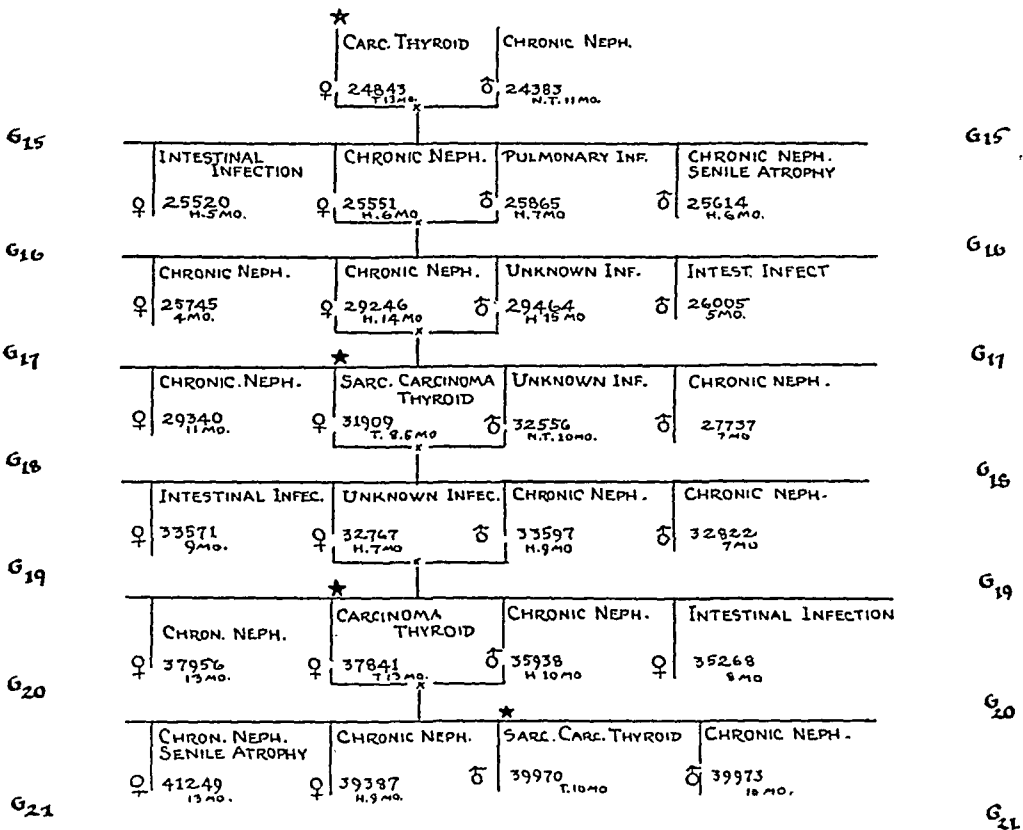 ★
CARC. THYROID CHRONIC NEPH.
♀ 24843 ♂ 24383
T 13 MO. N.T. 11 MO.
x
G15 G15
INTESTINAL INFECTION CHRONIC NEPH. PULMONARY INF. CHRONIC NEPH. SENILE ATROPHY
♀ 25520 ♀ 25551 ♂ 25865 ♂ 25614
H.5 MO. H.6 MO H.7 MO H.6 MO.
x
G16 G16
CHRONIC NEPH. CHRONIC NEPH. UNKNOWN INF. INTEST. INFECT
♀ 25745 ♀ 29246 ♂ 29464 ♂ 26005
4 MO. H.14 MO H 15 MO 5 MO.
x
G17 G17
★
CHRONIC. NEPH. SARC. CARCINOMA THYROID UNKNOWN INF. CHRONIC NEPH.
♀ 29340 ♀ 31909 ♂ 32556 ♂ 27737
11 MO. T. 8.5 MO N.T. 20 MO. 7 MO
x
G18 G18
INTESTINAL INFEC. UNKNOWN INFEC. CHRONIC NEPH. CHRONIC NEPH.
♀ 33571 ♀ 32767 ♂ 33597 ♂ 32822
9 MO. H.7 MO H.9 MO 7 MO
x
G19 G19
★
CHRON. NEPH. CARCINOMA THYROID CHRONIC NEPH. INTESTINAL INFECTION
♀ 37956 ♀ 37841 ♂ 35938 ♀ 35268
13 MO. T 13 MO. H 10 MO 8 MO
x
G20 G20
★
CHRON. NEPH. SENILE ATROPHY CHRONIC NEPH. SARC. CARC. THYROID CHRONIC NEPH.
♀ 41249 ♀ 39387 ♂ 39970 ♂ 39973
13 MO. H.9 MO. T.10 MO 10 MO.
G21 G21